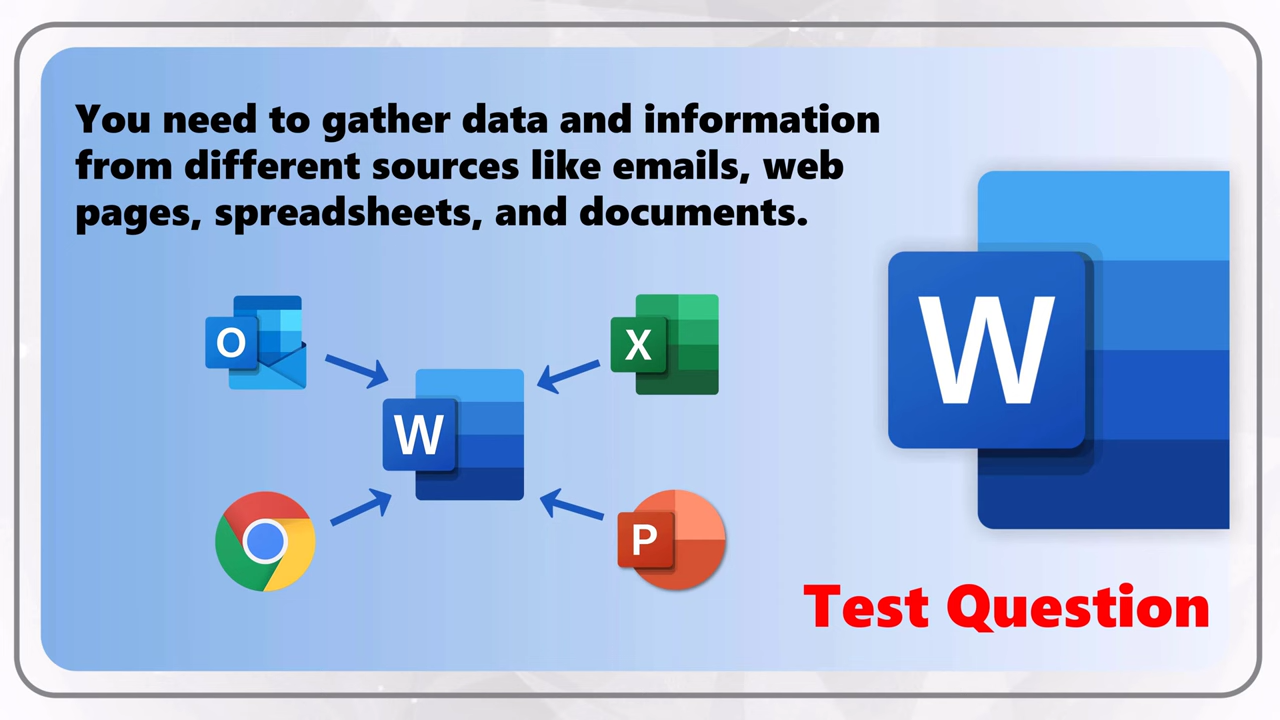 You need to gather data and information
from different sources like emails, web
pages, spreadsheets, and documents.
O
X
W
W
P
Test Question